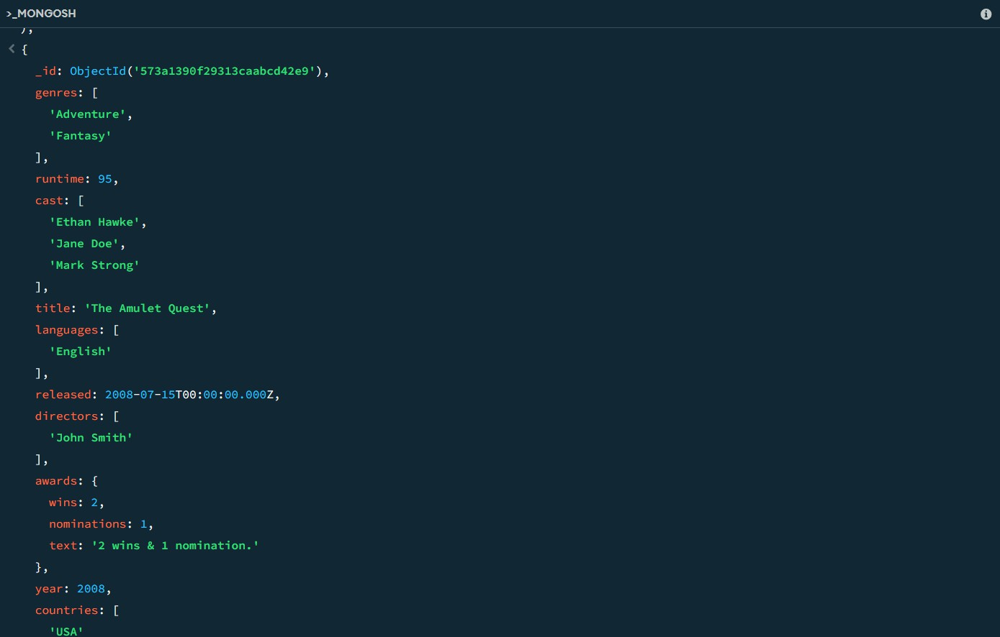 >_MONGOSH
),
{
_id: ObjectId('573a1390f29313caabcd42e9'),
genres: [
'Adventure',
'Fantasy'
],
runtime: 95,
cast: [
'Ethan Hawke',
'Jane Doe',
'Mark Strong'
],
title: 'The Amulet Quest',
languages: [
'English'
],
released: 2008-07-15T00:00:00.000Z,
directors: [
'John Smith'
],
awards: {
wins: 2,
nominations: 1,
text: '2 wins & 1 nomination.'
},
year: 2008,
countries: [
'USA'